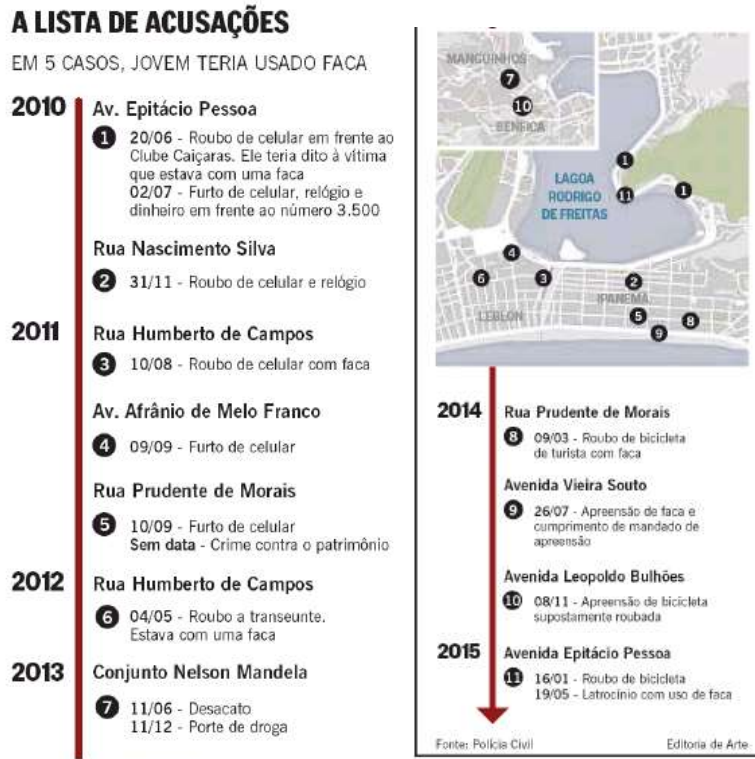 A LISTA DE ACUSAÇÕES
EM 5 CASOS, JOVEM TERIA USADO FACA
2010
Av. Epitácio Pessoa
1 20/06 - Roubo de celular em frente ao
Clube Caiçaras. Ele teria dito à vítima
que estava com uma faca
02/07 - Furto de celular, relógio e
dinheiro em frente ao número 3.500
Rua Nascimento Silva
2 31/11 - Roubo de celular e relógio
2011
Rua Humberto de Campos
3 10/08 - Roubo de celular com faca
Av. Afrânio de Melo Franco
4 09/09 - Furto de celular
Rua Prudente de Morais
5 10/09 - Furto de celular
Sem data - Crime contra o patrimônio
2012
Rua Humberto de Campos
6 04/05 - Roubo a transeunte.
Estava com uma faca
2013
Conjunto Nelson Mandela
7 11/06 - Desacato
11/12 - Porte de droga
MANGUINHOS
7
10
BENFICA
1
LAGOA
RODRIGO
DE FREITAS
11
1
4
6
3
2
IPANEMA
LEBLON
5
8
9
2014
Rua Prudente de Morais
8 09/03 - Roubo de bicicleta
de turista com faca
Avenida Vieira Souto
9 26/07 - Apreensão de faca e
cumprimento de mandado de
apreensão
Avenida Leopoldo Bulhões
10 08/11 - Apreensão de bicicleta
supostamente roubada
2015
Avenida Epitácio Pessoa
11 16/01 - Roubo de bicicleta
19/05 - Latrocínio com uso de faca
Fonte: Polícia Civil
Editoria de Arte